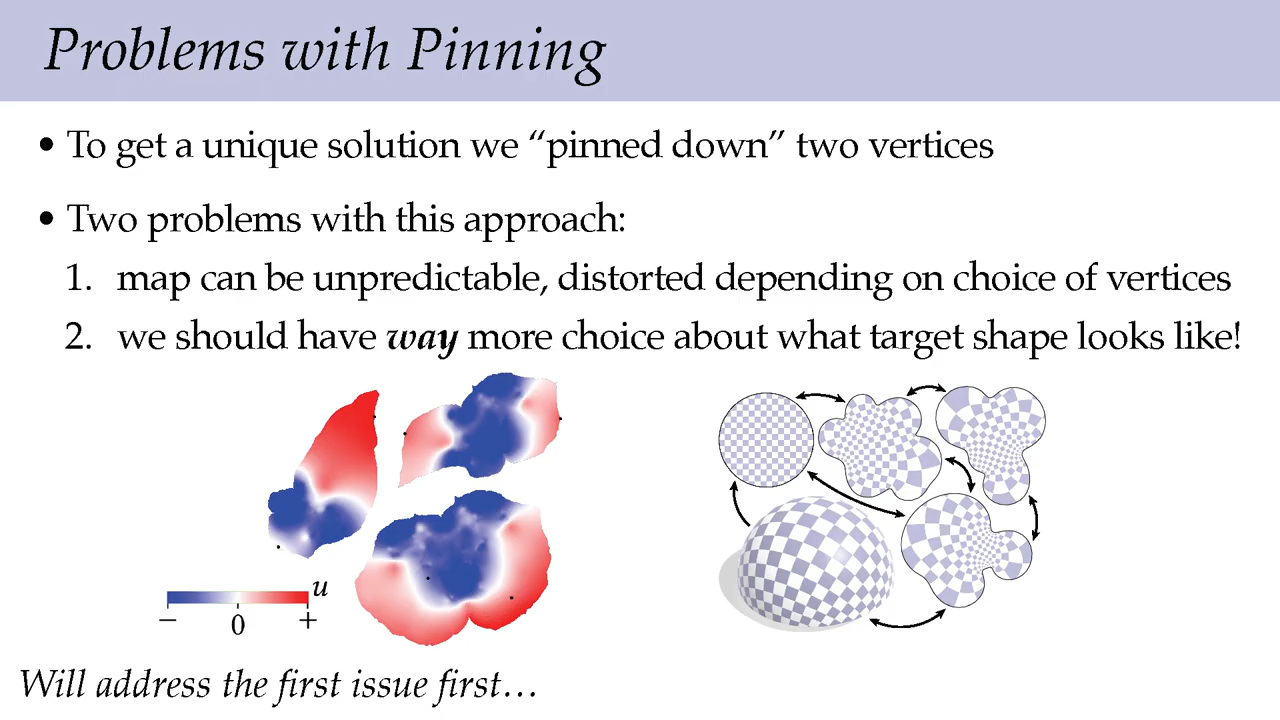 Problems with Pinning
• To get a unique solution we “pinned down” two vertices
• Two problems with this approach:
1. map can be unpredictable, distorted depending on choice of vertices
2. we should have way more choice about what target shape looks like!
u
− 0 +
Will address the first issue first…